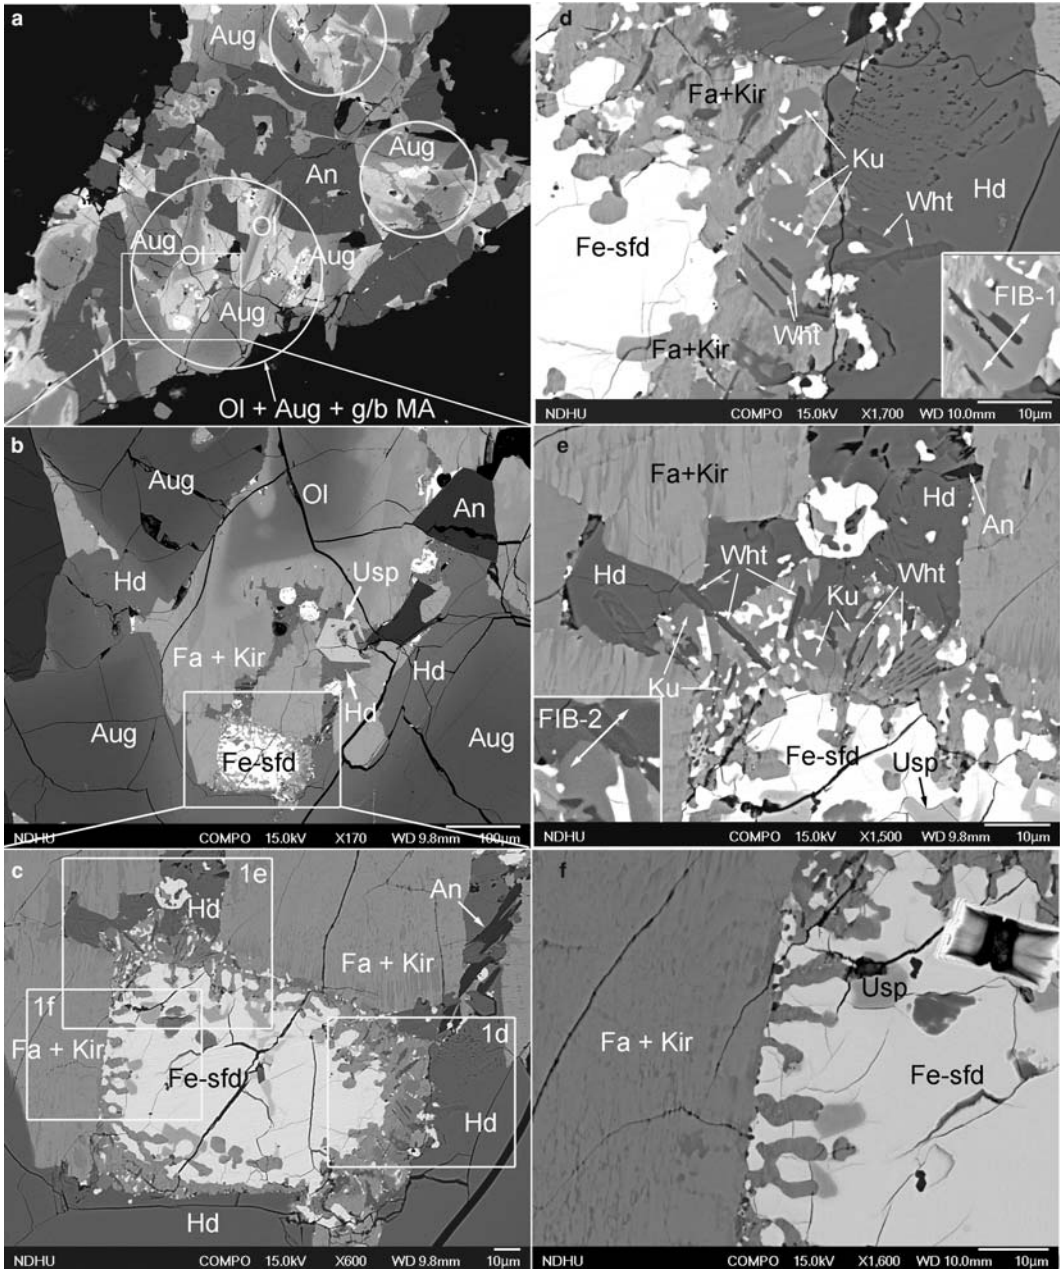 a
Aug
Aug
An
Ol
Aug
Ol
Aug
Aug
Ol + Aug + g/b MA
b
Aug
Ol
An
Hd
Usp
Fa + Kir
Hd
Hd
Aug
Fe-sfd
Aug
NDHU COMPO 15.0kV X170 WD 9.8mm 100µm
c
1e
Hd
An
Fa + Kir
1f
Fa + Kir
1d
Fe-sfd
Hd
Hd
NDHU COMPO 15.0kV X600 WD 9.8mm 10µm
d
Fa+Kir
Ku
Wht
Hd
Fe-sfd
FIB-1
Wht
Fa+Kir
NDHU COMPO 15.0kV X1,700 WD 10.0mm 10µm
e
Fa+Kir
Hd
An
Wht
Hd
Wht
Ku
Ku
FIB-2
Fe-sfd
Usp
NDHU COMPO 15.0kV X1,500 WD 9.8mm 10µm
f
Usp
Fa + Kir
Fe-sfd
NDHU COMPO 15.0kV X1,600 WD 10.0mm 10µm